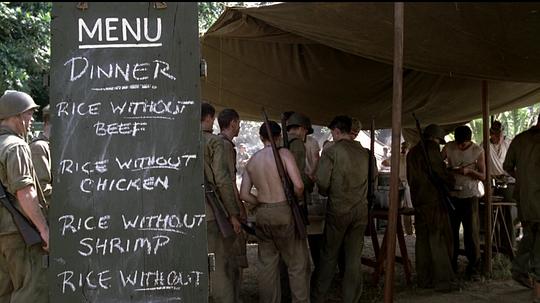 MENU
DINNER
RICE WITHOUT
BEEF
RICE WITHOUT
CHICKEN
RICE WITHOUT
SHRIMP
RICE WITHOUT